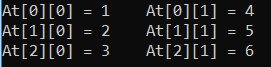 At[0][0] = 1    At[0][1] = 4
At[1][0] = 2    At[1][1] = 5
At[2][0] = 3    At[2][1] = 6